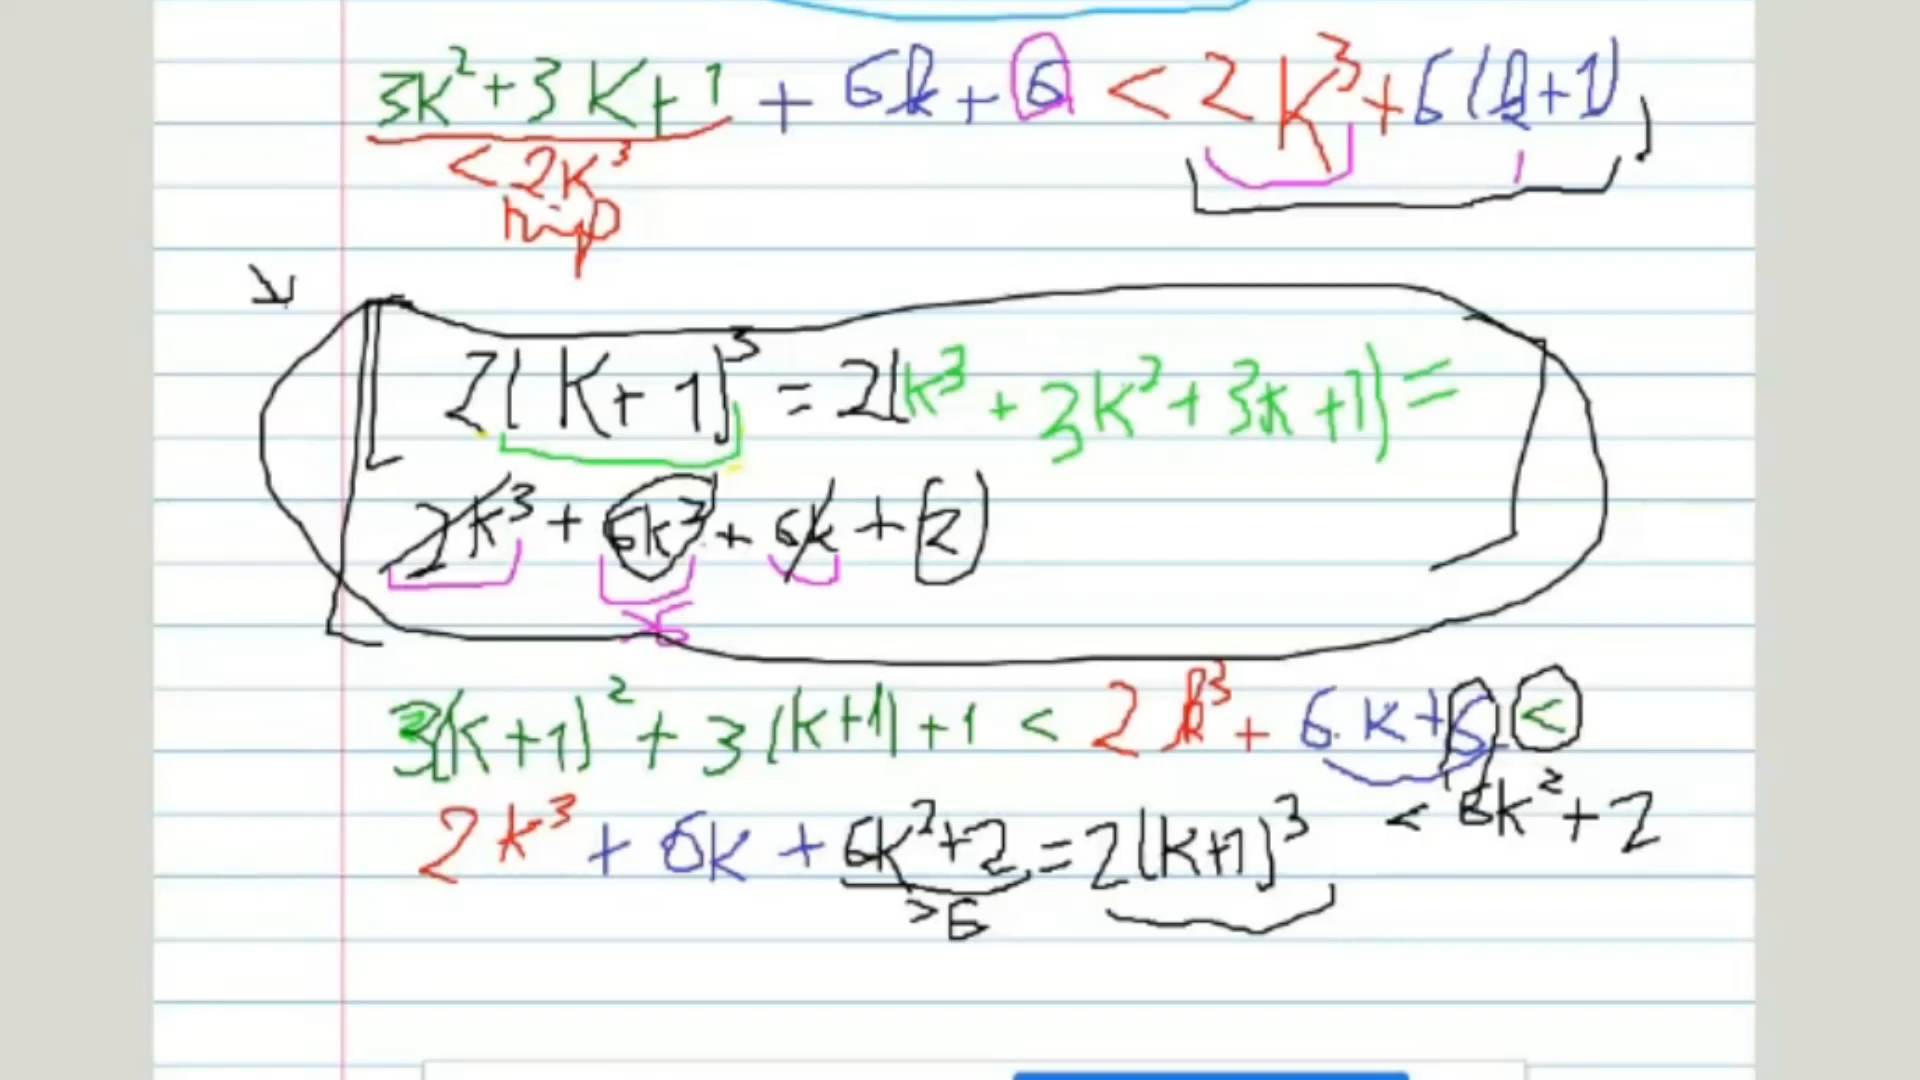 3k² + 3k + 1 + 6k + 6 < 2k³ + 6(k+1)
< 2k³
hip
2(k+1)³ = 2(k³ + 3k² + 3k + 1) =
2k³ + 6k² + 6k + 2
>6
3(k+1)² + 3(k+1) + 1 < 2k³ + 6·k + 6 <
2k³ + 6k + 6k² + 2 = 2(k+1)³ < 6k² + 2
>6